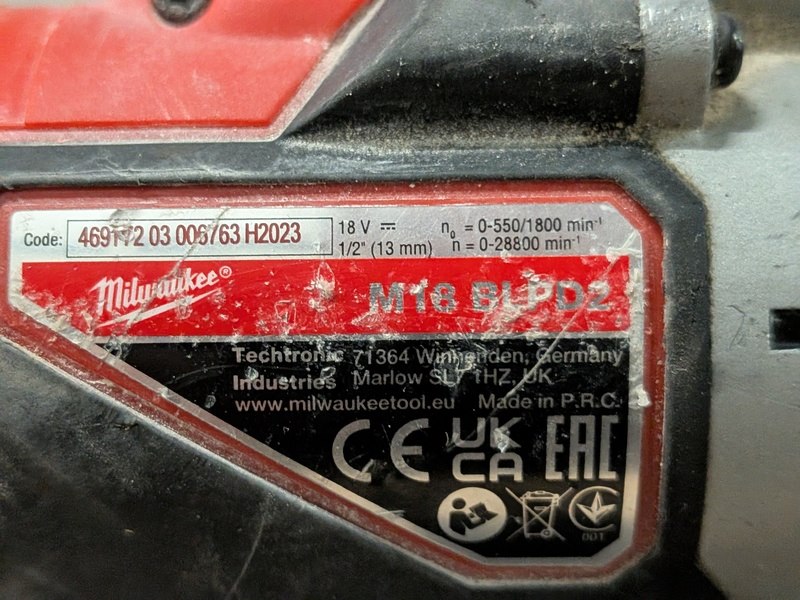 Code: 469172 03 006763 H2023
18 V ⎓ n₀ = 0-550/1800 min⁻¹
1/2" (13 mm) n = 0-28800 min⁻¹
Milwaukee®
M18 BLPD2
Techtronic 71364 Winnenden, Germany
Industries Marlow SL7 1HZ, UK
www.milwaukeetool.eu Made in P.R.C.
CE UK CA EAC
001